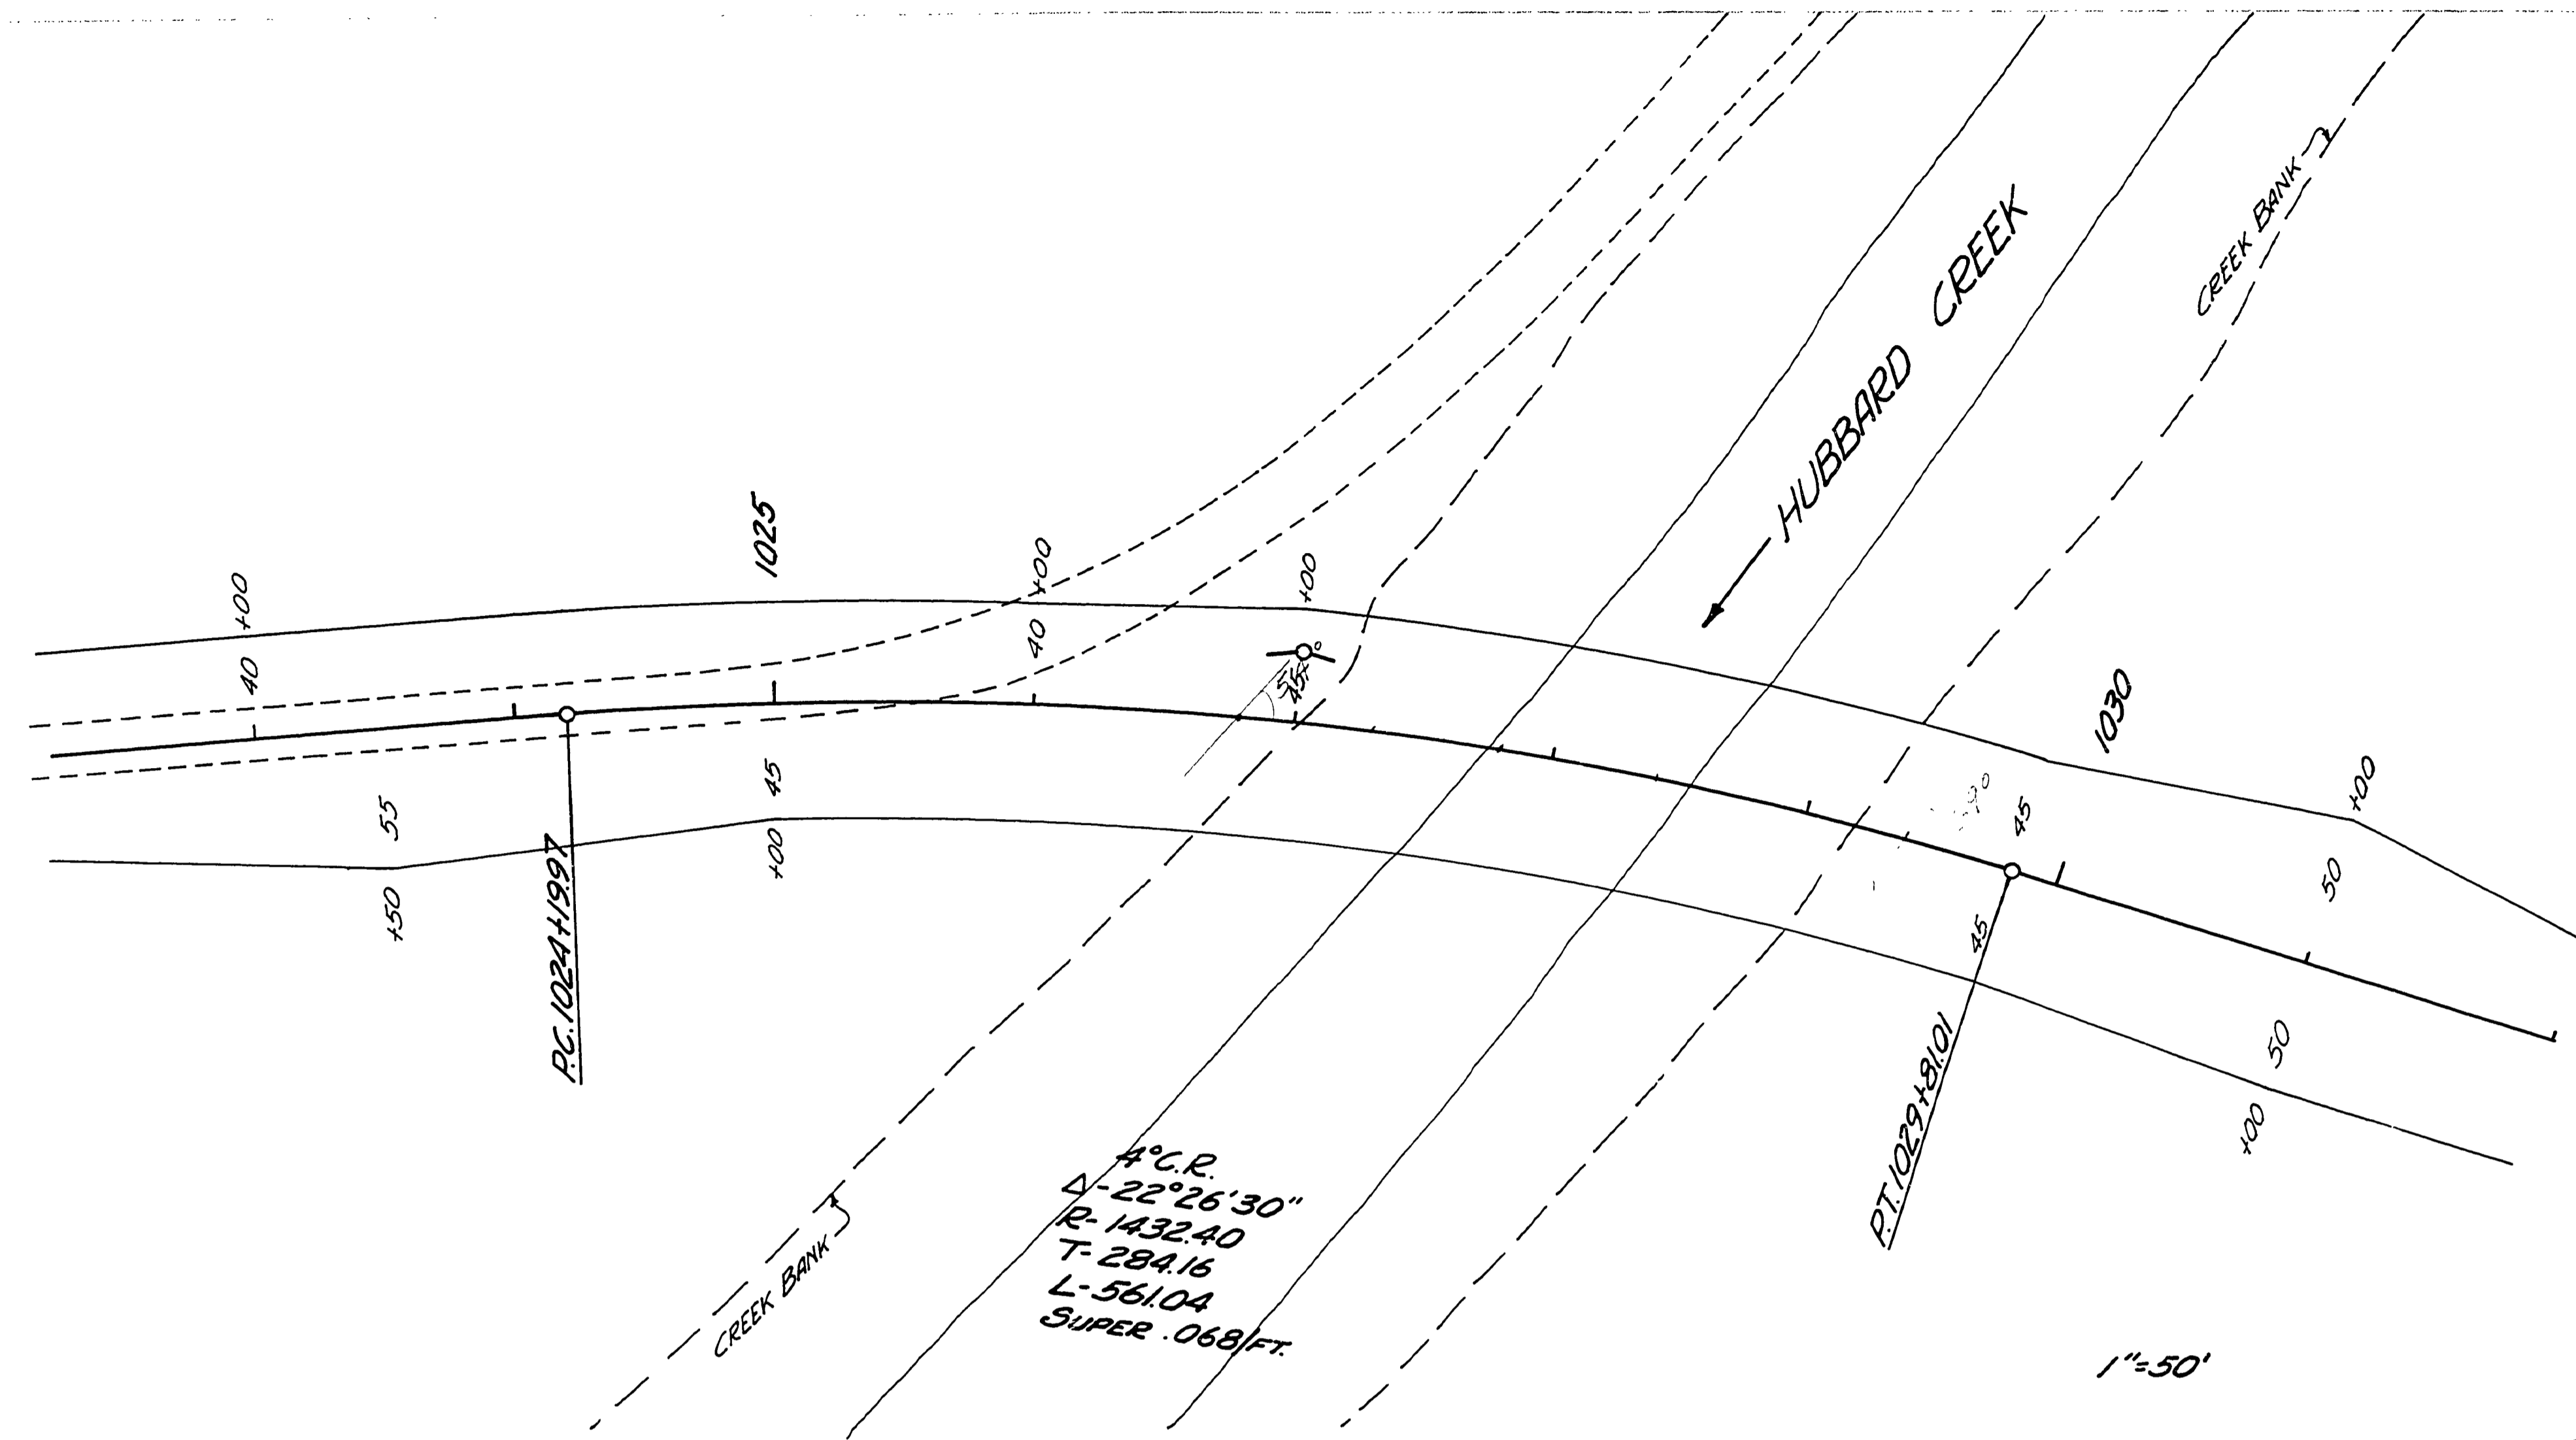 CREEK BANK
HUBBARD CREEK
1025
+00
+00
+00
40
40
45
1030
+00
55
45
45
50
+50
+00
P.C. 1024+19.97
45
50
+00
P.T. 1029+81.01
4° C.R.
Δ-22°26'30"
R-1432.40
T-284.16
L-561.04
SUPER .068/FT.
CREEK BANK
1"=50'